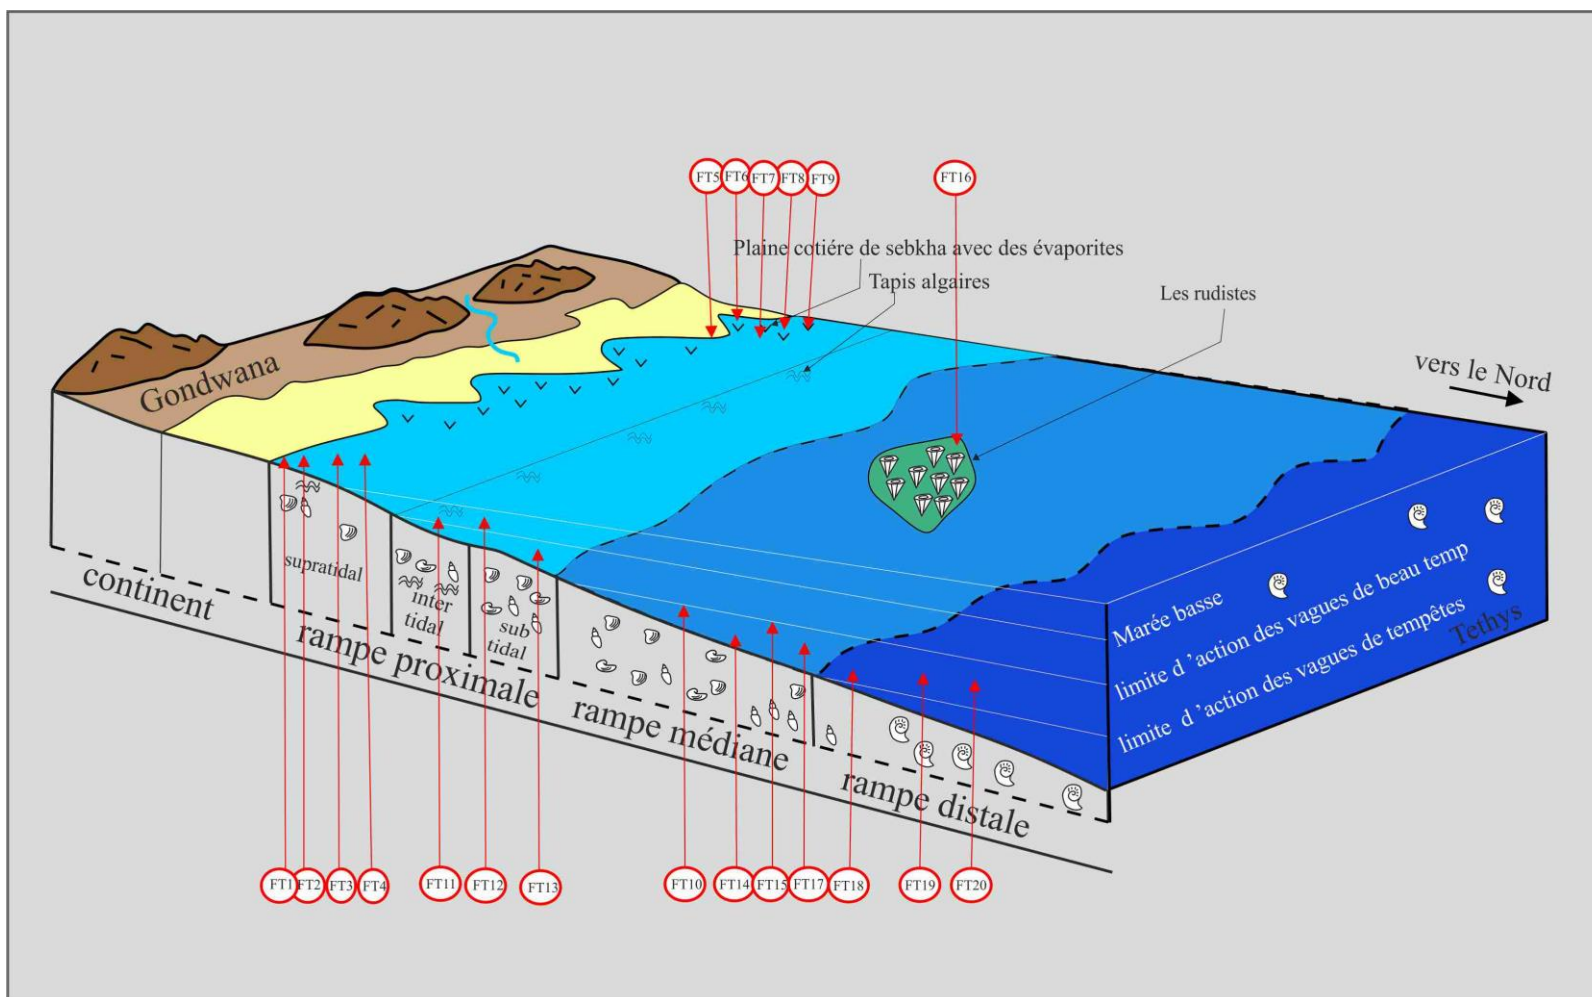 FT5 FT6 FT7 FT8 FT9 FT16
Plaine cotiére de sebkha avec des évaporites
Tapis algaires
Les rudistes
vers le Nord
Gondwana
supratidal
inter
tidal
sub
tidal
continent
rampe proximale
rampe médiane
rampe distale
Marée basse
limite d ’action des vagues de beau temp
limite d ’action des vagues de tempêtes
Tethys
FT1 FT2 FT3 FT4 FT11 FT12 FT13 FT10 FT14 FT15 FT17 FT18 FT19 FT20